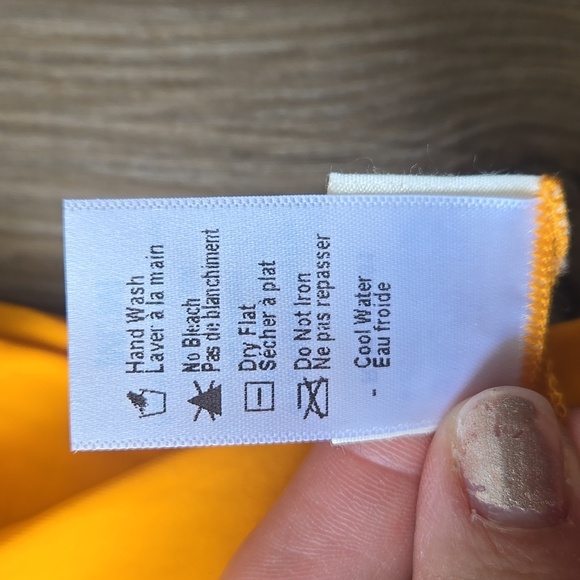 Hand Wash
Laver à la main
No Bleach
Pas de blanchiment
Dry Flat
Sécher à plat
Do Not Iron
Ne pas repasser
- Cool Water
Eau froide